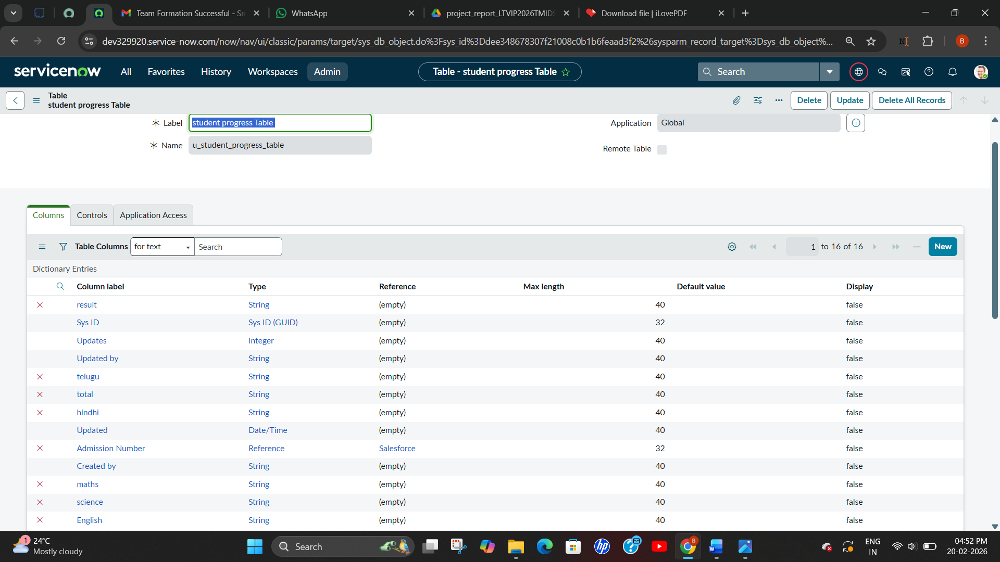 Team Formation Successful - Sn
WhatsApp
project_report_LTVIP2026TMIDS
Download file | iLovePDF
dev329920.service-now.com/now/nav/ui/classic/params/target/sys_db_object.do%3Fsys_id%3Ddee348678307f21008c0b1b6feaad3f2%26sysparm_record_target%3Dsys_db_object%...
B
servicenow
All
Favorites
History
Workspaces
Admin
Table - student progress Table
Search
Table
student progress Table
Delete
Update
Delete All Records
Label
student progress Table
Application
Global
Name
u_student_progress_table
Remote Table
Columns
Controls
Application Access
Table Columns
for text
Search
1 to 16 of 16
New
Dictionary Entries
Column label Type Reference Max length Default value Display
result String (empty) 40 false
Sys ID Sys ID (GUID) (empty) 32 false
Updates Integer (empty) 40 false
Updated by String (empty) 40 false
telugu String (empty) 40 false
total String (empty) 40 false
hindhi String (empty) 40 false
Updated Date/Time (empty) 40 false
Admission Number Reference Salesforce 32 false
Created by String (empty) 40 false
maths String (empty) 40 false
science String (empty) 40 false
English String (empty) 40 false
1
24°C
Mostly cloudy
Search
hp
B
ENG
IN
04:52 PM
20-02-2026